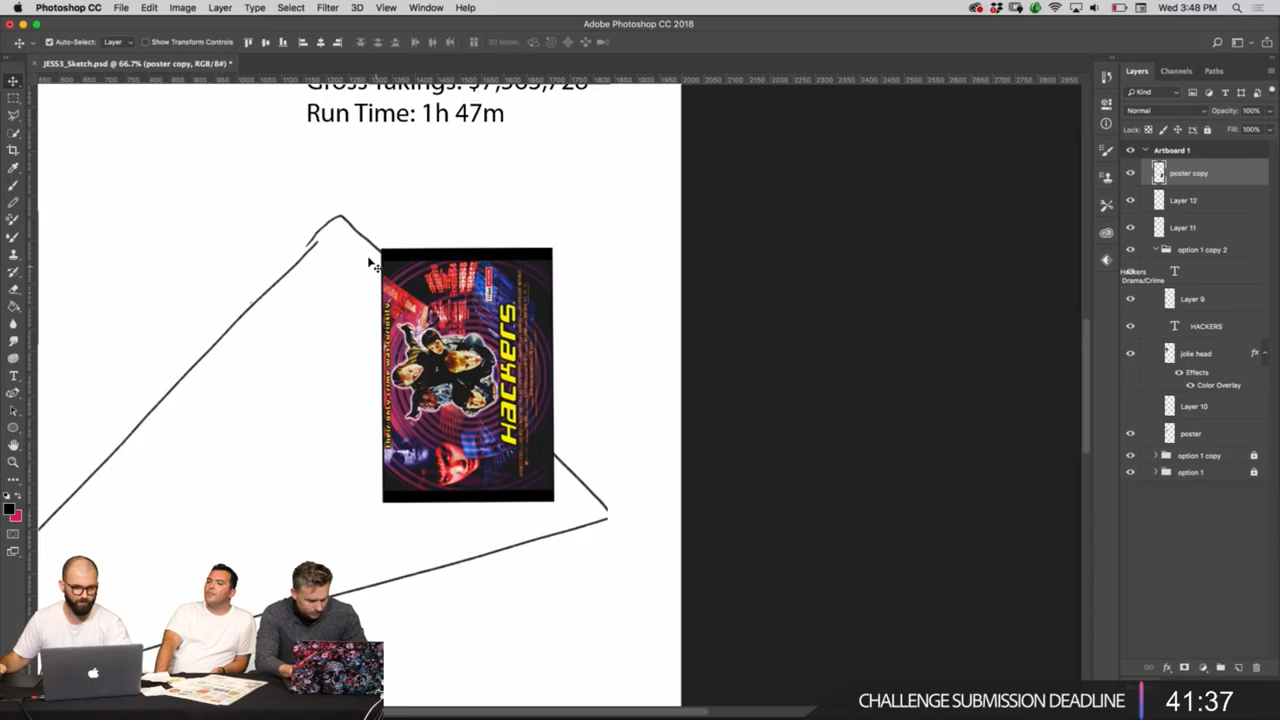 Photoshop CC File Edit Image Layer Type Select Filter 3D View Window Help
Wed 3:48 PM
Adobe Photoshop CC 2018
Auto-Select: Layer Show Transform Controls 3D Mode:
JESS3_Sketch.psd @ 66.7% (poster copy, RGB/8#) *
Layers Channels Paths
Kind
Normal Opacity: 100%
Lock: Fill: 100%
Artboard 1
poster copy
Layer 12
Layer 11
option 1 copy 2
Hackers
Drama/Crime
T
Layer 9
T HACKERS
jolie head fx
Effects
Color Overlay
Layer 10
poster
option 1 copy
option 1
Run Time: 1h 47m
their only crime was curiosity
Hackers.
CHALLENGE SUBMISSION DEADLINE 41:37